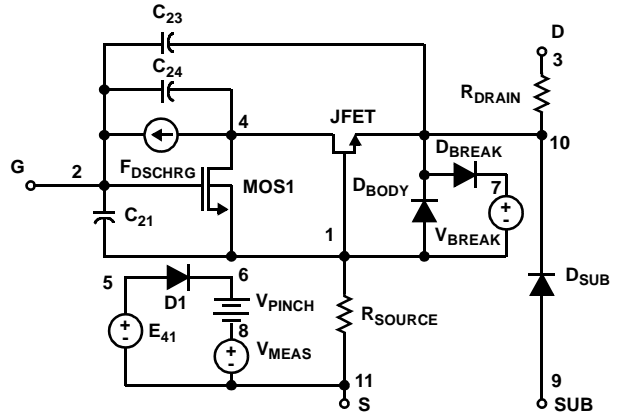 C23
D
3
C24
RDRAIN
4
JFET
10
G
2
FDSCHRG
MOS1
DBREAK
7
DBODY
C21
1
VBREAK
5
6
D1
VPINCH
RSOURCE
DSUB
E41
8
VMEAS
11
S
9
SUB